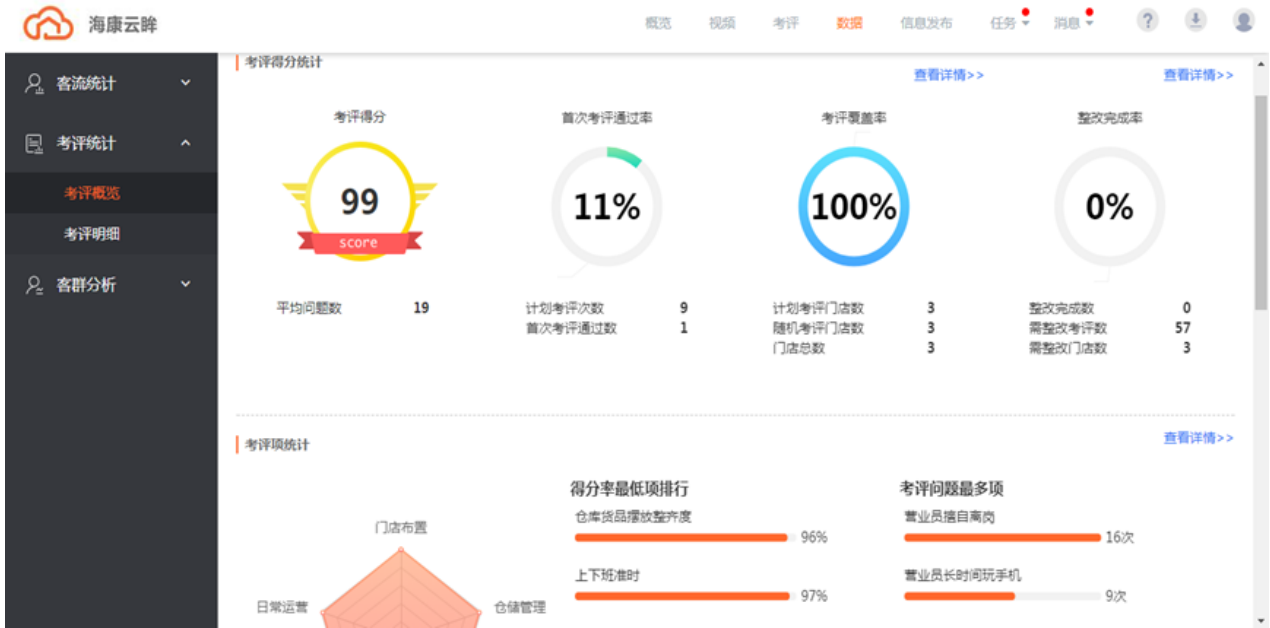 海康云眸
概览 视频 考评 数据 信息发布 任务 消息 ?
客流统计
考评统计
考评概览
考评明细
客群分析
考评得分统计
查看详情>> 查看详情>>
考评得分 首次考评通过率 考评覆盖率 整改完成率
99 11% 100% 0%
score
平均问题数 19 计划考评次数 9 计划考评门店数 3 整改完成数 0
首次考评通过数 1 随机考评门店数 3 需整改考评数 57
门店总数 3 需整改门店数 3
考评项统计 查看详情>>
门店布置
日常运营 仓储管理
得分率最低项排行
仓库货品摆放整齐度
96%
上下班准时
97%
考评问题最多项
营业员擅自离岗
16次
营业员长时间玩手机
9次